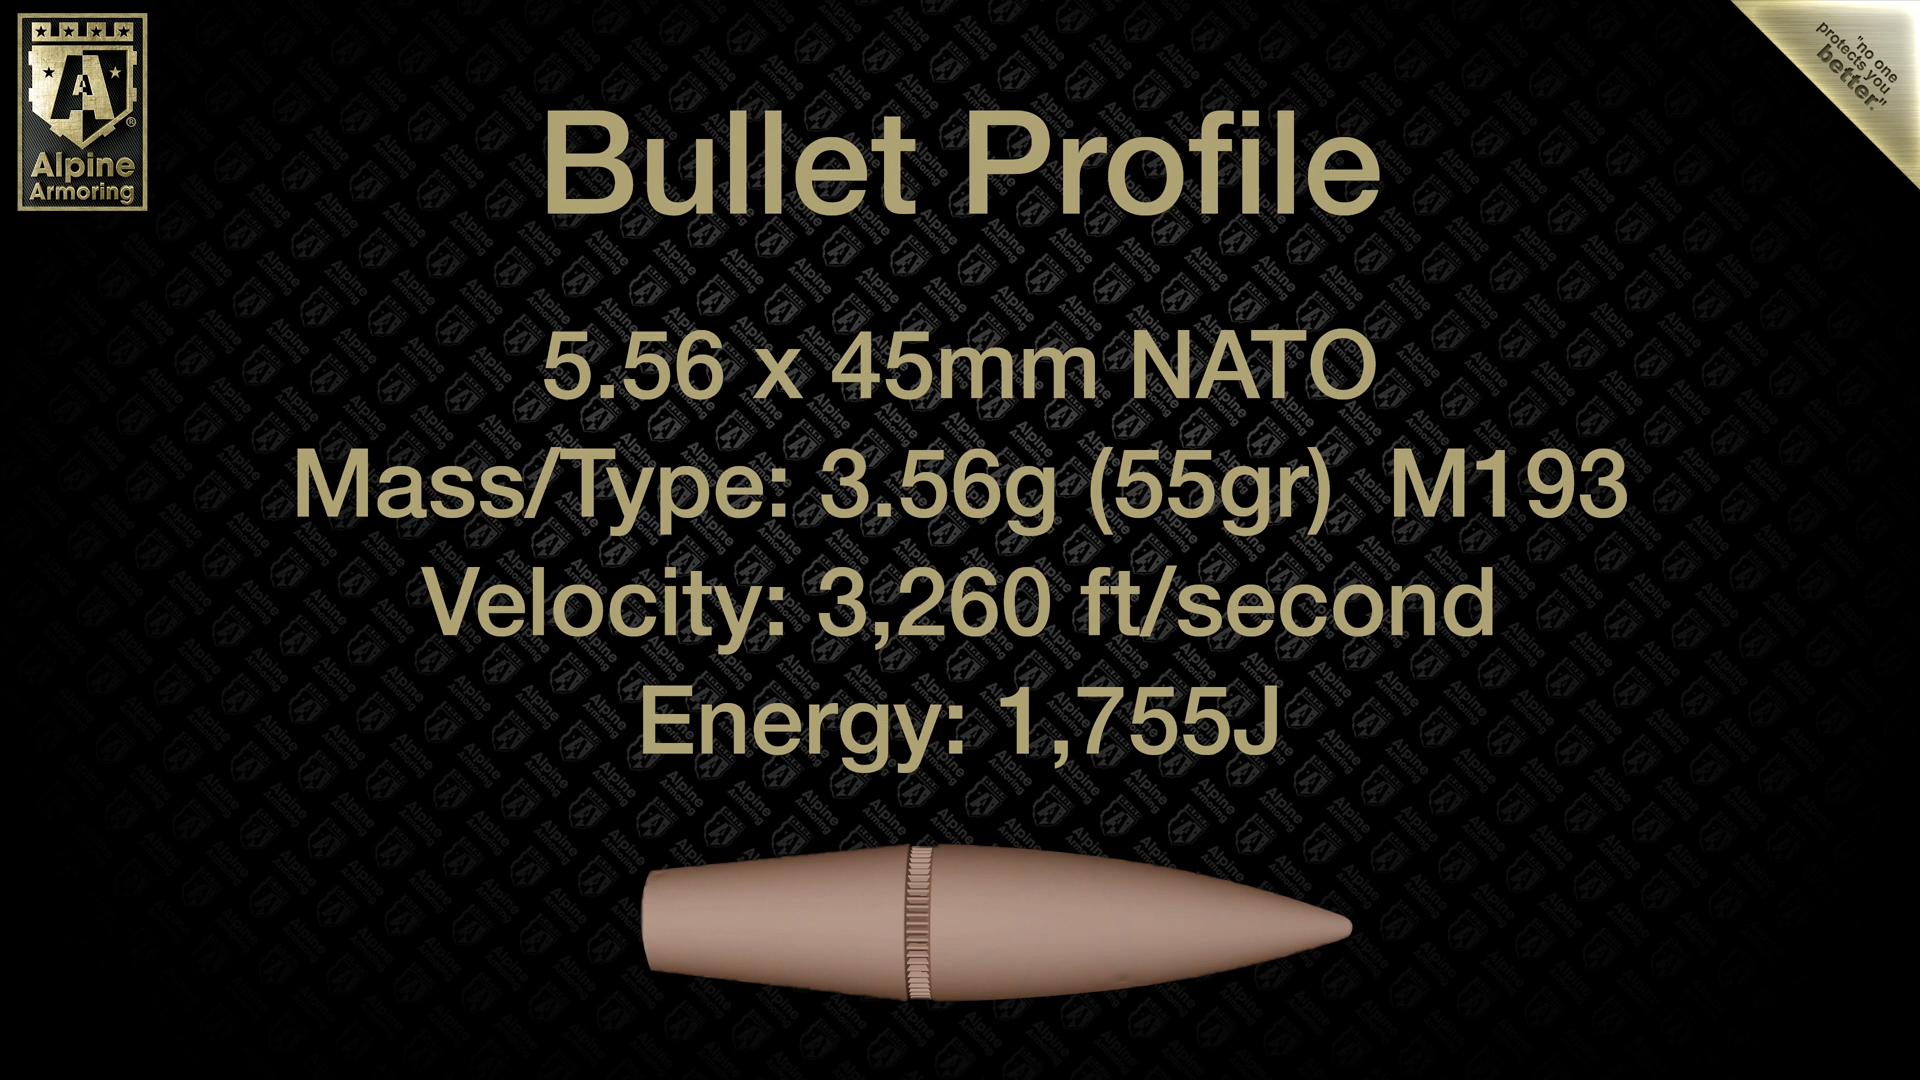 Alpine
Armoring
"no one
protects you
better."
Bullet Profile
5.56 x 45mm NATO
Mass/Type: 3.56g (55gr) M193
Velocity: 3,260 ft/second
Energy: 1,755J